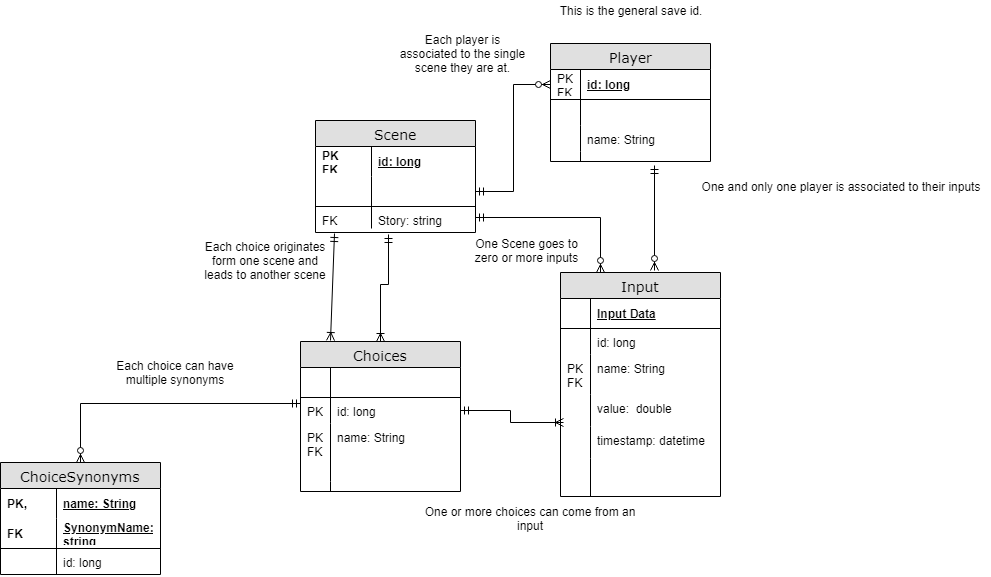 This is the general save id.
Each player is
associated to the single
scene they are at.
Player
PK
FK
id: long
name: String
Scene
PK
FK
id: long
FK
Story: string
One and only one player is associated to their inputs
Each choice originates
form one scene and
leads to another scene
One Scene goes to
zero or more inputs
Input
Input Data
id: long
PK
FK
name: String
value:  double
timestamp: datetime
Choices
PK
id: long
PK
FK
name: String
Each choice can have
multiple synonyms
ChoiceSynonyms
PK,
name: String
FK
SynonymName:
string
id: long
One or more choices can come from an
input